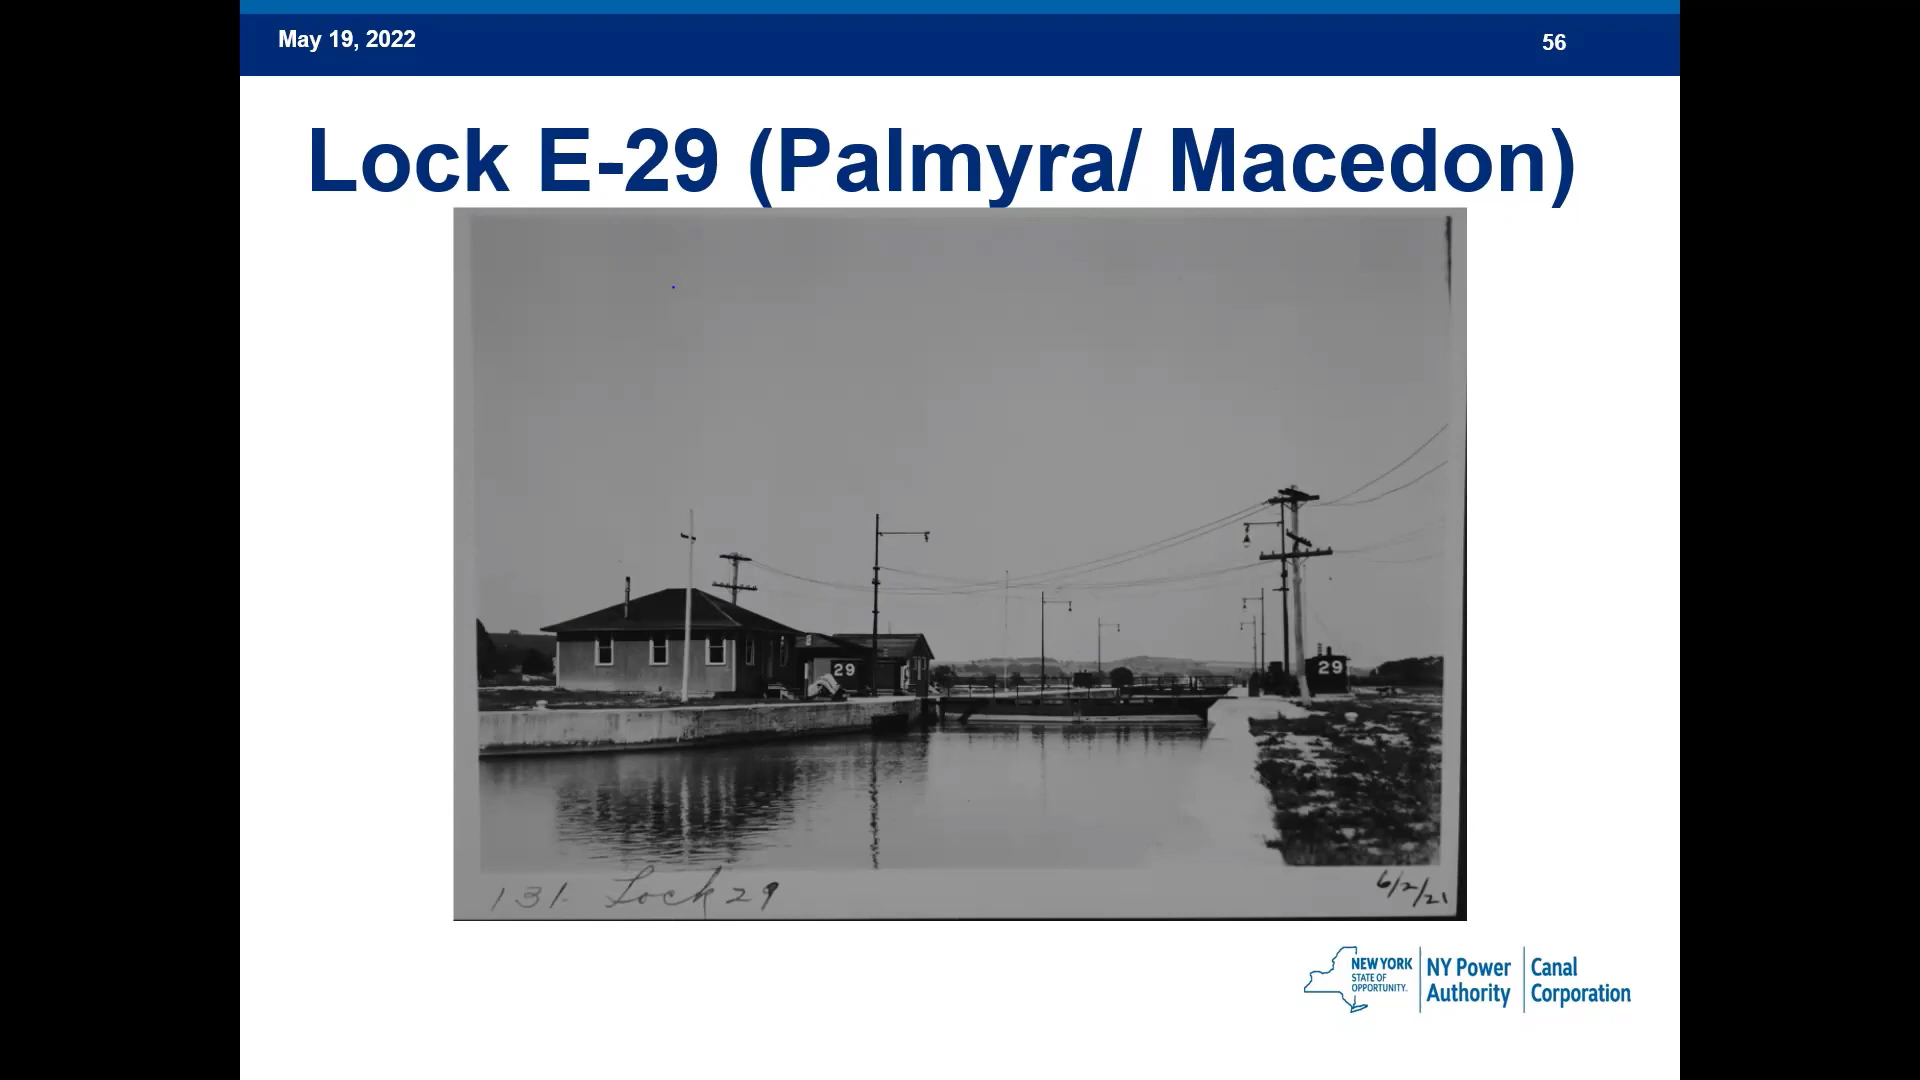 May 19, 2022
56
Lock E-29 (Palmyra/ Macedon)
29
29
131- Lock 29
6/2/21
NEW YORK
STATE OF
OPPORTUNITY.
NY Power
Authority
Canal
Corporation